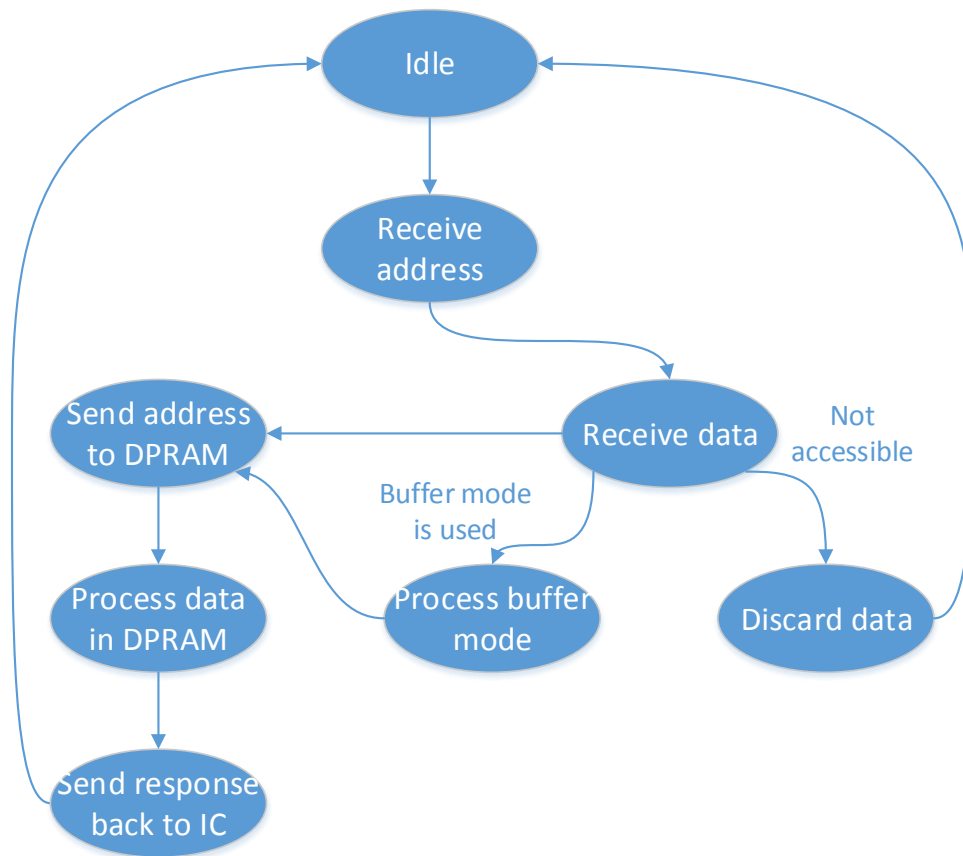 Idle
Receive
address
Send address
to DPRAM
Receive data
Not
accessible
Buffer mode
is used
Process data
in DPRAM
Process buffer
mode
Discard data
Send response
back to IC